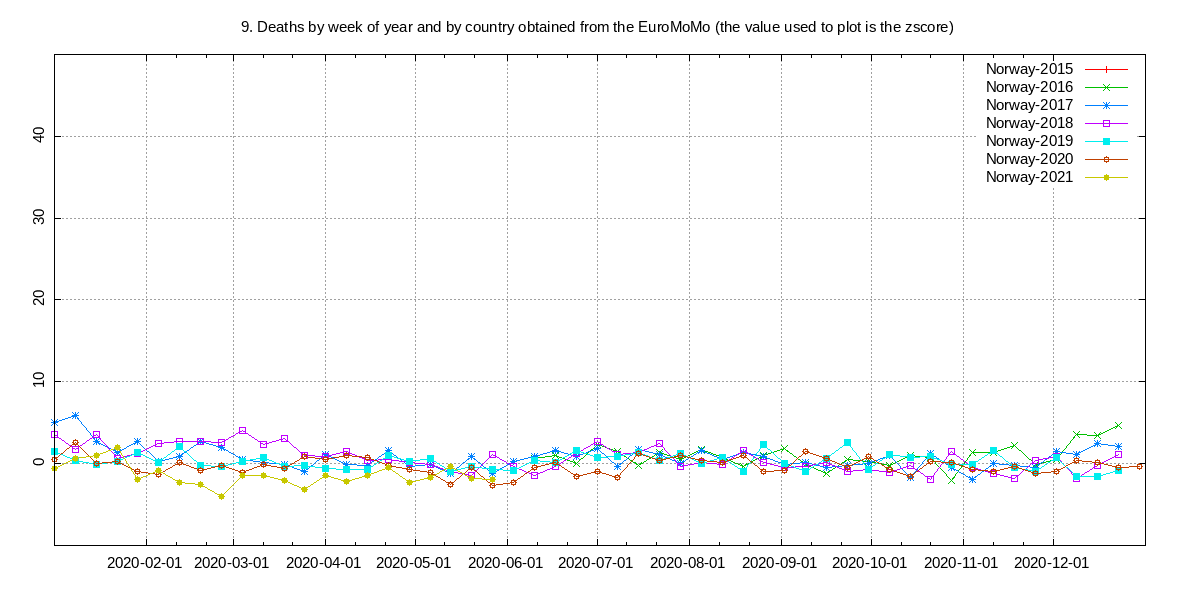 9. Deaths by week of year and by country obtained from the EuroMoMo (the value used to plot is the zscore)
Norway-2015
Norway-2016
Norway-2017
Norway-2018
Norway-2019
Norway-2020
Norway-2021
40
30
20
10
0
2020-02-01 2020-03-01 2020-04-01 2020-05-01 2020-06-01 2020-07-01 2020-08-01 2020-09-01 2020-10-01 2020-11-01 2020-12-01